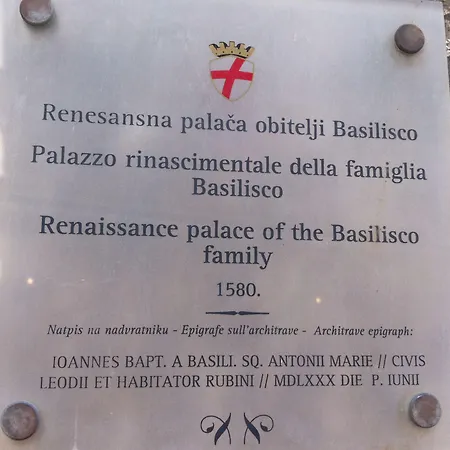 Renesansna palača obitelji Basilisco
Palazzo rinascimentale della famiglia
Basilisco
Renaissance palace of the Basilisco
family
1580.
Natpis na nadvratniku - Epigrafe sull'architrave - Architrave epigraph:
IOANNES BAPT. A BASILI. SQ. ANTONII MARIE // CIVIS
LEODII ET HABITATOR RUBINI // MDLXXX DIE P. IUNII